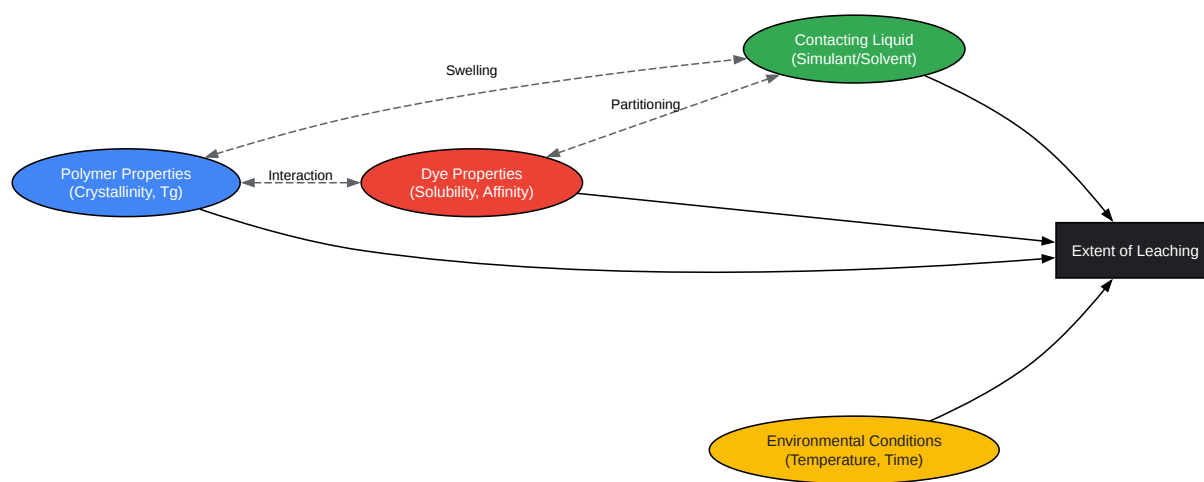 Contacting Liquid
(Simulant/Solvent)
Swelling
Partitioning
Polymer Properties
(Crystallinity, Tg)
Interaction
Dye Properties
(Solubility, Affinity)
Extent of Leaching
Environmental Conditions
(Temperature, Time)